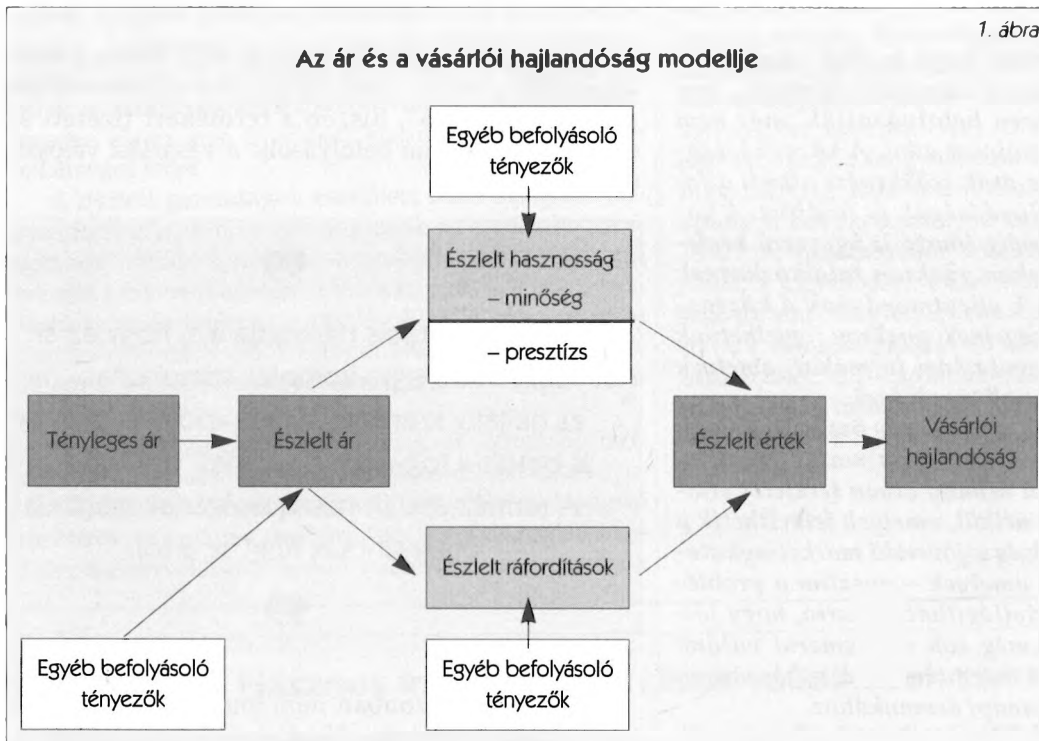 1. ábra
Az ár és a vásárlói hajlandóság modellje
Egyéb befolyásoló
tényezők
Észlelt hasznosság
– minőség
– presztízs
Tényleges ár
Észlelt ár
Észlelt érték
Vásárlói
hajlandóság
Észlelt ráfordítások
Egyéb befolyásoló
tényezők
Egyéb befolyásoló
tényezők